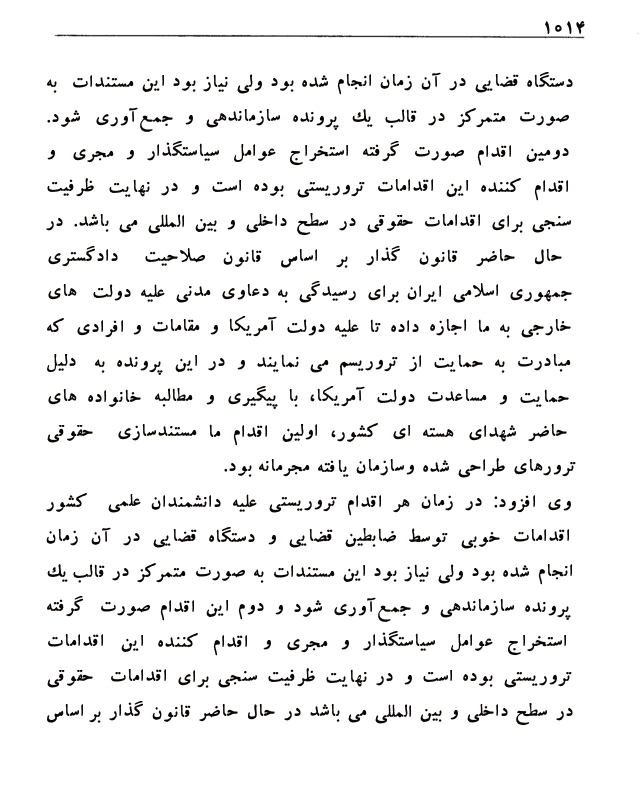 ۱۰۱۴
دستگاه قضایی در آن زمان انجام شده بود ولی نیاز بود این مستندات به
صورت متمرکز در قالب یك پرونده سازماندهی و جمع‌آوری شود.
دومین اقدام صورت گرفته استخراج عوامل سیاستگذار و مجری و
اقدام کننده این اقدامات تروریستی بوده است و در نهایت ظرفیت
سنجی برای اقدامات حقوقی در سطح داخلی و بین المللی می باشد. در
حال حاضر قانون گذار بر اساس قانون صلاحیت دادگستری
جمهوری اسلامی ایران برای رسیدگی به دعاوی مدنی علیه دولت های
خارجی به ما اجازه داده تا علیه دولت آمریکا و مقامات و افرادی که
مبادرت به حمایت از تروریسم می نمایند و در این پرونده به دلیل
حمایت و مساعدت دولت آمریکا، با پیگیری و مطالبه خانواده های
حاضر شهدای هسته ای کشور، اولین اقدام ما مستندسازی حقوقی
ترورهای طراحی شده وسازمان یافته مجرمانه بود.
وی افزود: در زمان هر اقدام تروریستی علیه دانشمندان علمی کشور
اقدامات خوبی توسط ضابطین قضایی و دستگاه قضایی در آن زمان
انجام شده بود ولی نیاز بود این مستندات به صورت متمرکز در قالب یك
پرونده سازماندهی و جمع‌آوری شود و دوم این اقدام صورت گرفته
استخراج عوامل سیاستگذار و مجری و اقدام کننده این اقدامات
تروریستی بوده است و در نهایت ظرفیت سنجی برای اقدامات حقوقی
در سطح داخلی و بین المللی می باشد در حال حاضر قانون گذار بر اساس